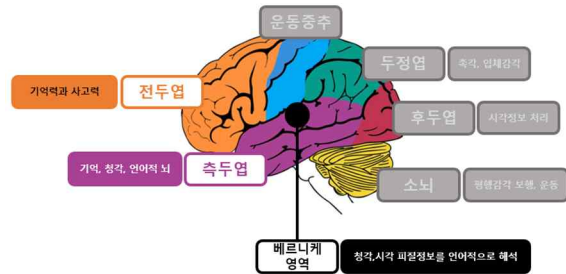 운동중추
두정엽 촉각, 입체감각
기억력과 사고력 전두엽
후두엽 시각정보 처리
기억, 청각, 언어적 뇌 측두엽
소뇌 평행감각 보행, 운동
베르니케
영역
청각,시각 피질정보를 언어적으로 해석